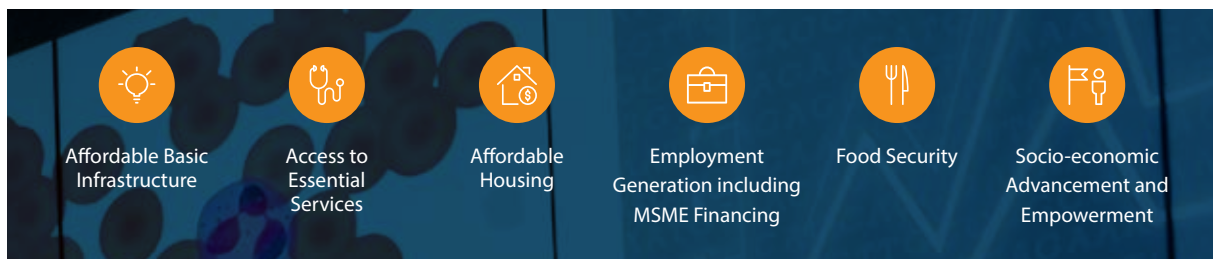 Affordable Basic
Infrastructure
Access to
Essential
Services
Affordable
Housing
Employment
Generation including
MSME Financing
Food Security
Socio-economic
Advancement and
Empowerment